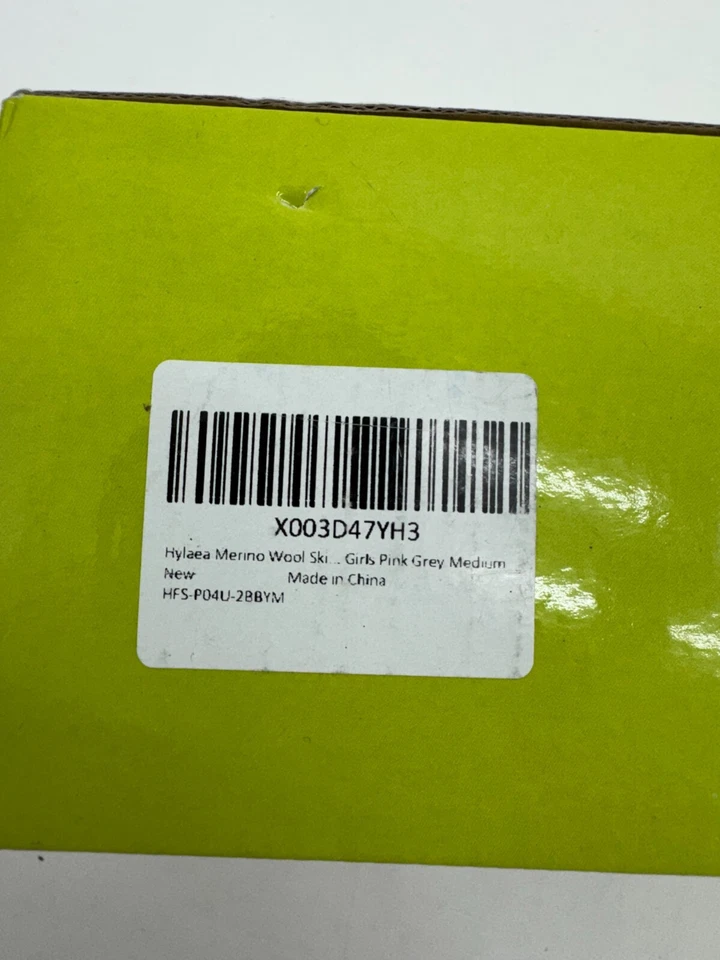 X003D47YH3
Hylaea Merino Wool Ski... Girls Pink Grey Medium
New Made in China
HFS-P04U-2BBYM